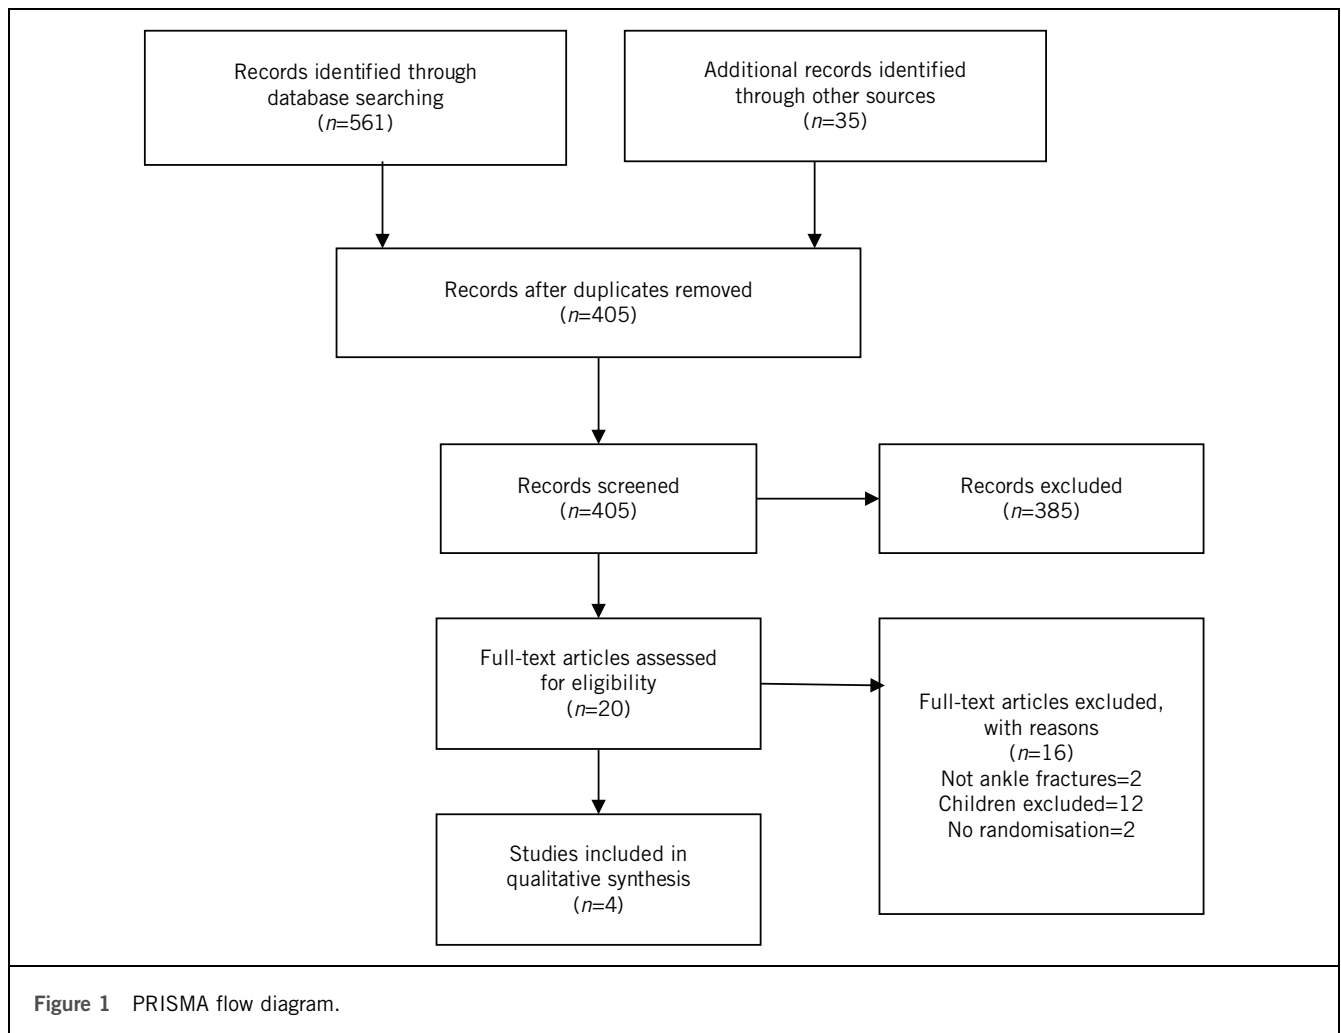 Records identified through
database searching
(n=561)
Additional records identified
through other sources
(n=35)
Records after duplicates removed
(n=405)
Records screened
(n=405)
Records excluded
(n=385)
Full-text articles assessed
for eligibility
(n=20)
Full-text articles excluded,
with reasons
(n=16)
Not ankle fractures=2
Children excluded=12
No randomisation=2
Studies included in
qualitative synthesis
(n=4)
Figure 1 PRISMA flow diagram.